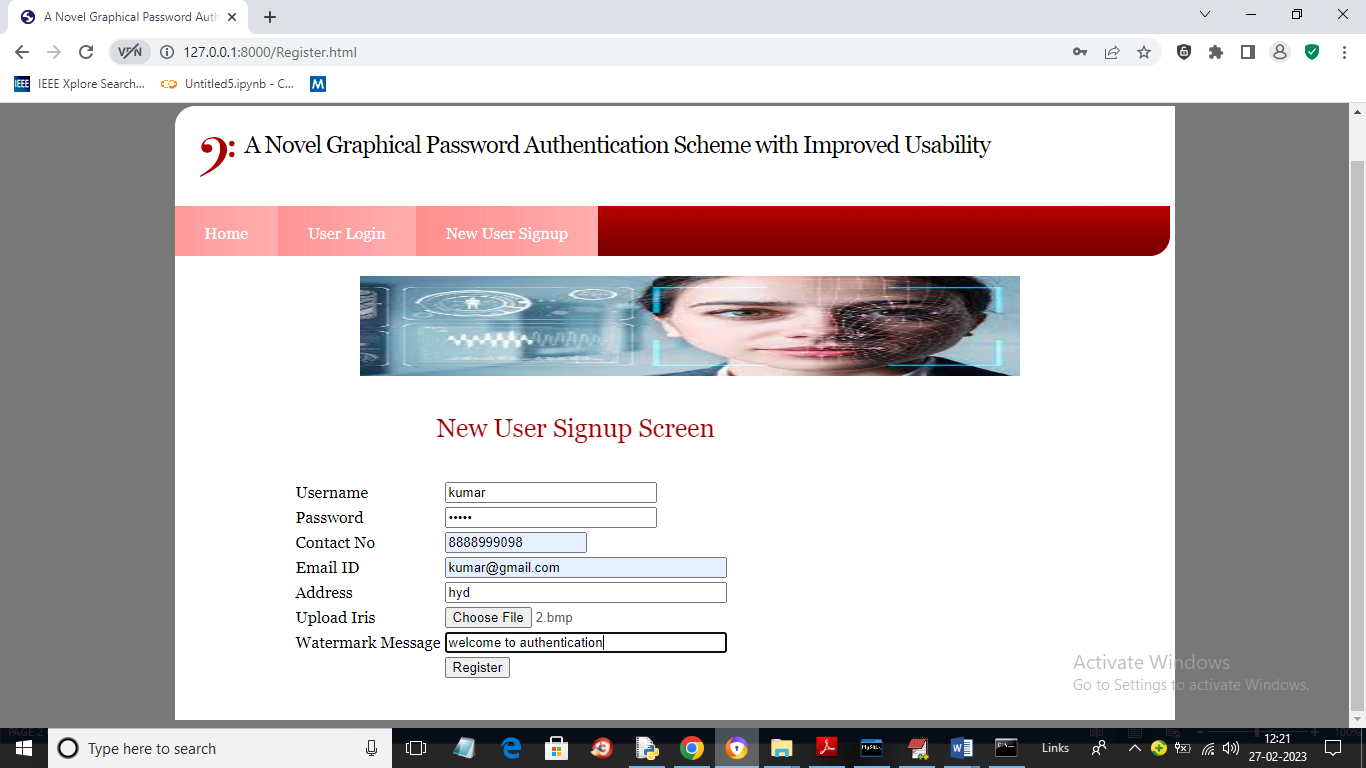 A Novel Graphical Password Auth
127.0.0.1:8000/Register.html
IEEE IEEE Xplore Search... Untitled5.ipynb - C... M
A Novel Graphical Password Authentication Scheme with Improved Usability
Home User Login New User Signup
New User Signup Screen
Username kumar
Password •••••
Contact No 8888999098
Email ID kumar@gmail.com
Address hyd
Upload Iris Choose File 2.bmp
Watermark Message welcome to authentication
Register
Activate Windows
Go to Settings to activate Windows.
Type here to search
Links
12:21
27-02-2023